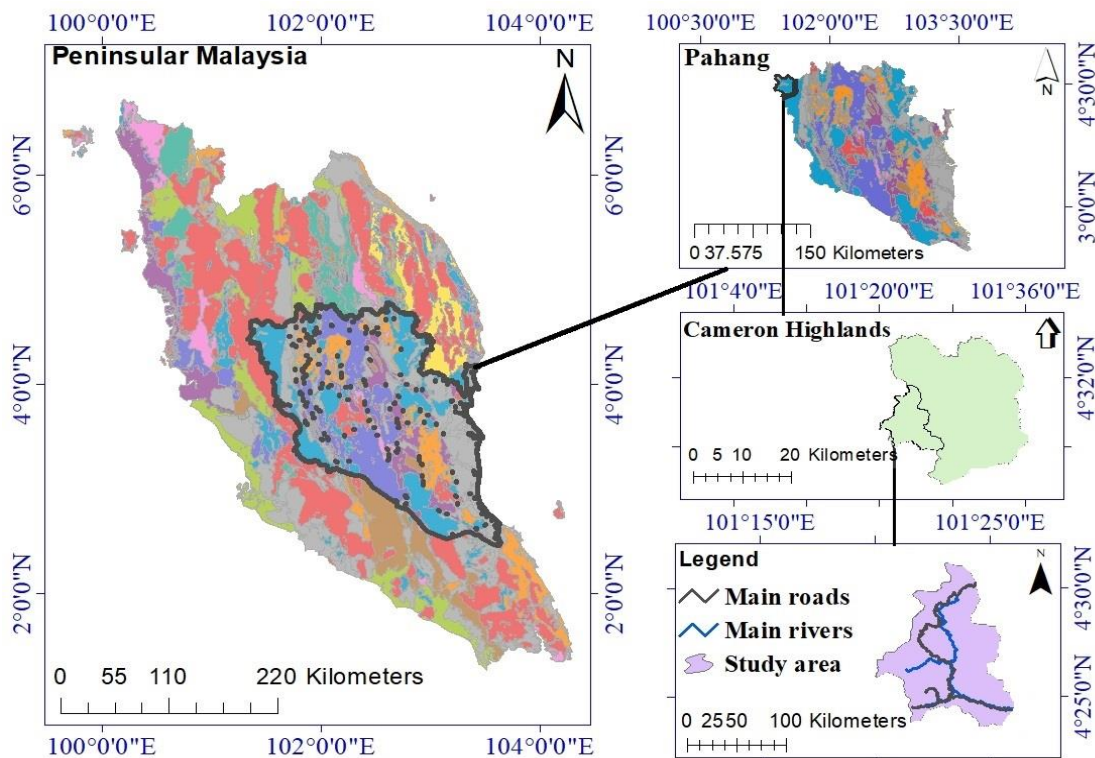 100°0'0"E 102°0'0"E 104°0'0"E
Peninsular Malaysia
N
6°0'0"N
4°0'0"N
2°0'0"N
6°0'0"N
4°0'0"N
2°0'0"N
0 55 110 220 Kilometers
100°0'0"E 102°0'0"E 104°0'0"E
100°3'0"E 102°0'0"E 103°30'0"E
Pahang
N
4°30'0"N
3°0'0"N
0 37.575 150 Kilometers
101°4'0"E 101°20'0"E 101°36'0"E
Cameron Highlands
4°32'0"N
0 5 10 20 Kilometers
101°15'0"E 101°25'0"E
Legend
N
Main roads
Main rivers
Study area
4°30'0"N
4°25'0"N
0 2550 100 Kilometers